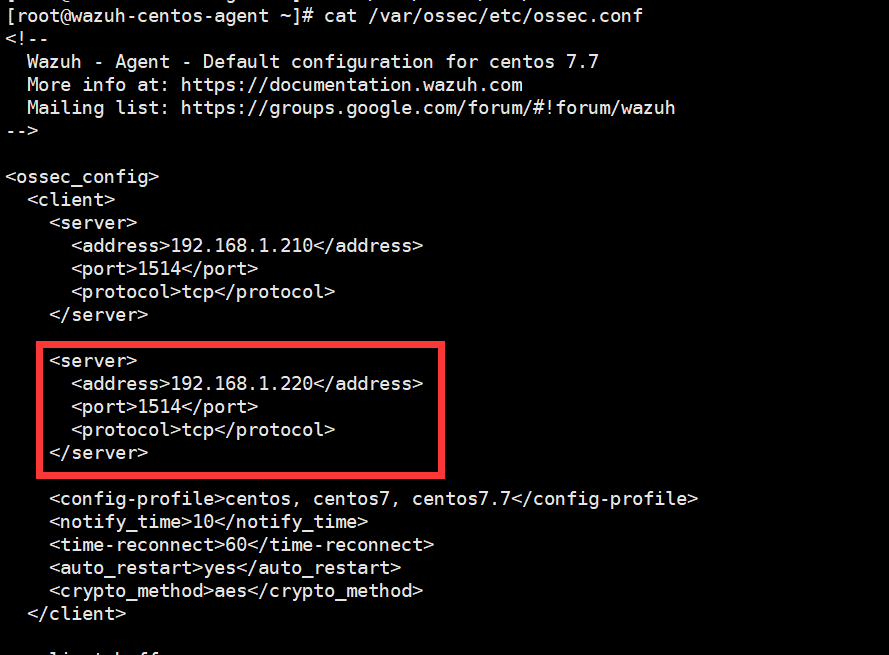 [root@wazuh-centos-agent ~]# cat /var/ossec/etc/ossec.conf
<!--
  Wazuh - Agent - Default configuration for centos 7.7
  More info at: https://documentation.wazuh.com
  Mailing list: https://groups.google.com/forum/#!forum/wazuh
-->

<ossec_config>
  <client>
    <server>
      <address>192.168.1.210</address>
      <port>1514</port>
      <protocol>tcp</protocol>
    </server>

    <server>
      <address>192.168.1.220</address>
      <port>1514</port>
      <protocol>tcp</protocol>
    </server>

    <config-profile>centos, centos7, centos7.7</config-profile>
    <notify_time>10</notify_time>
    <time-reconnect>60</time-reconnect>
    <auto_restart>yes</auto_restart>
    <crypto_method>aes</crypto_method>
  </client>